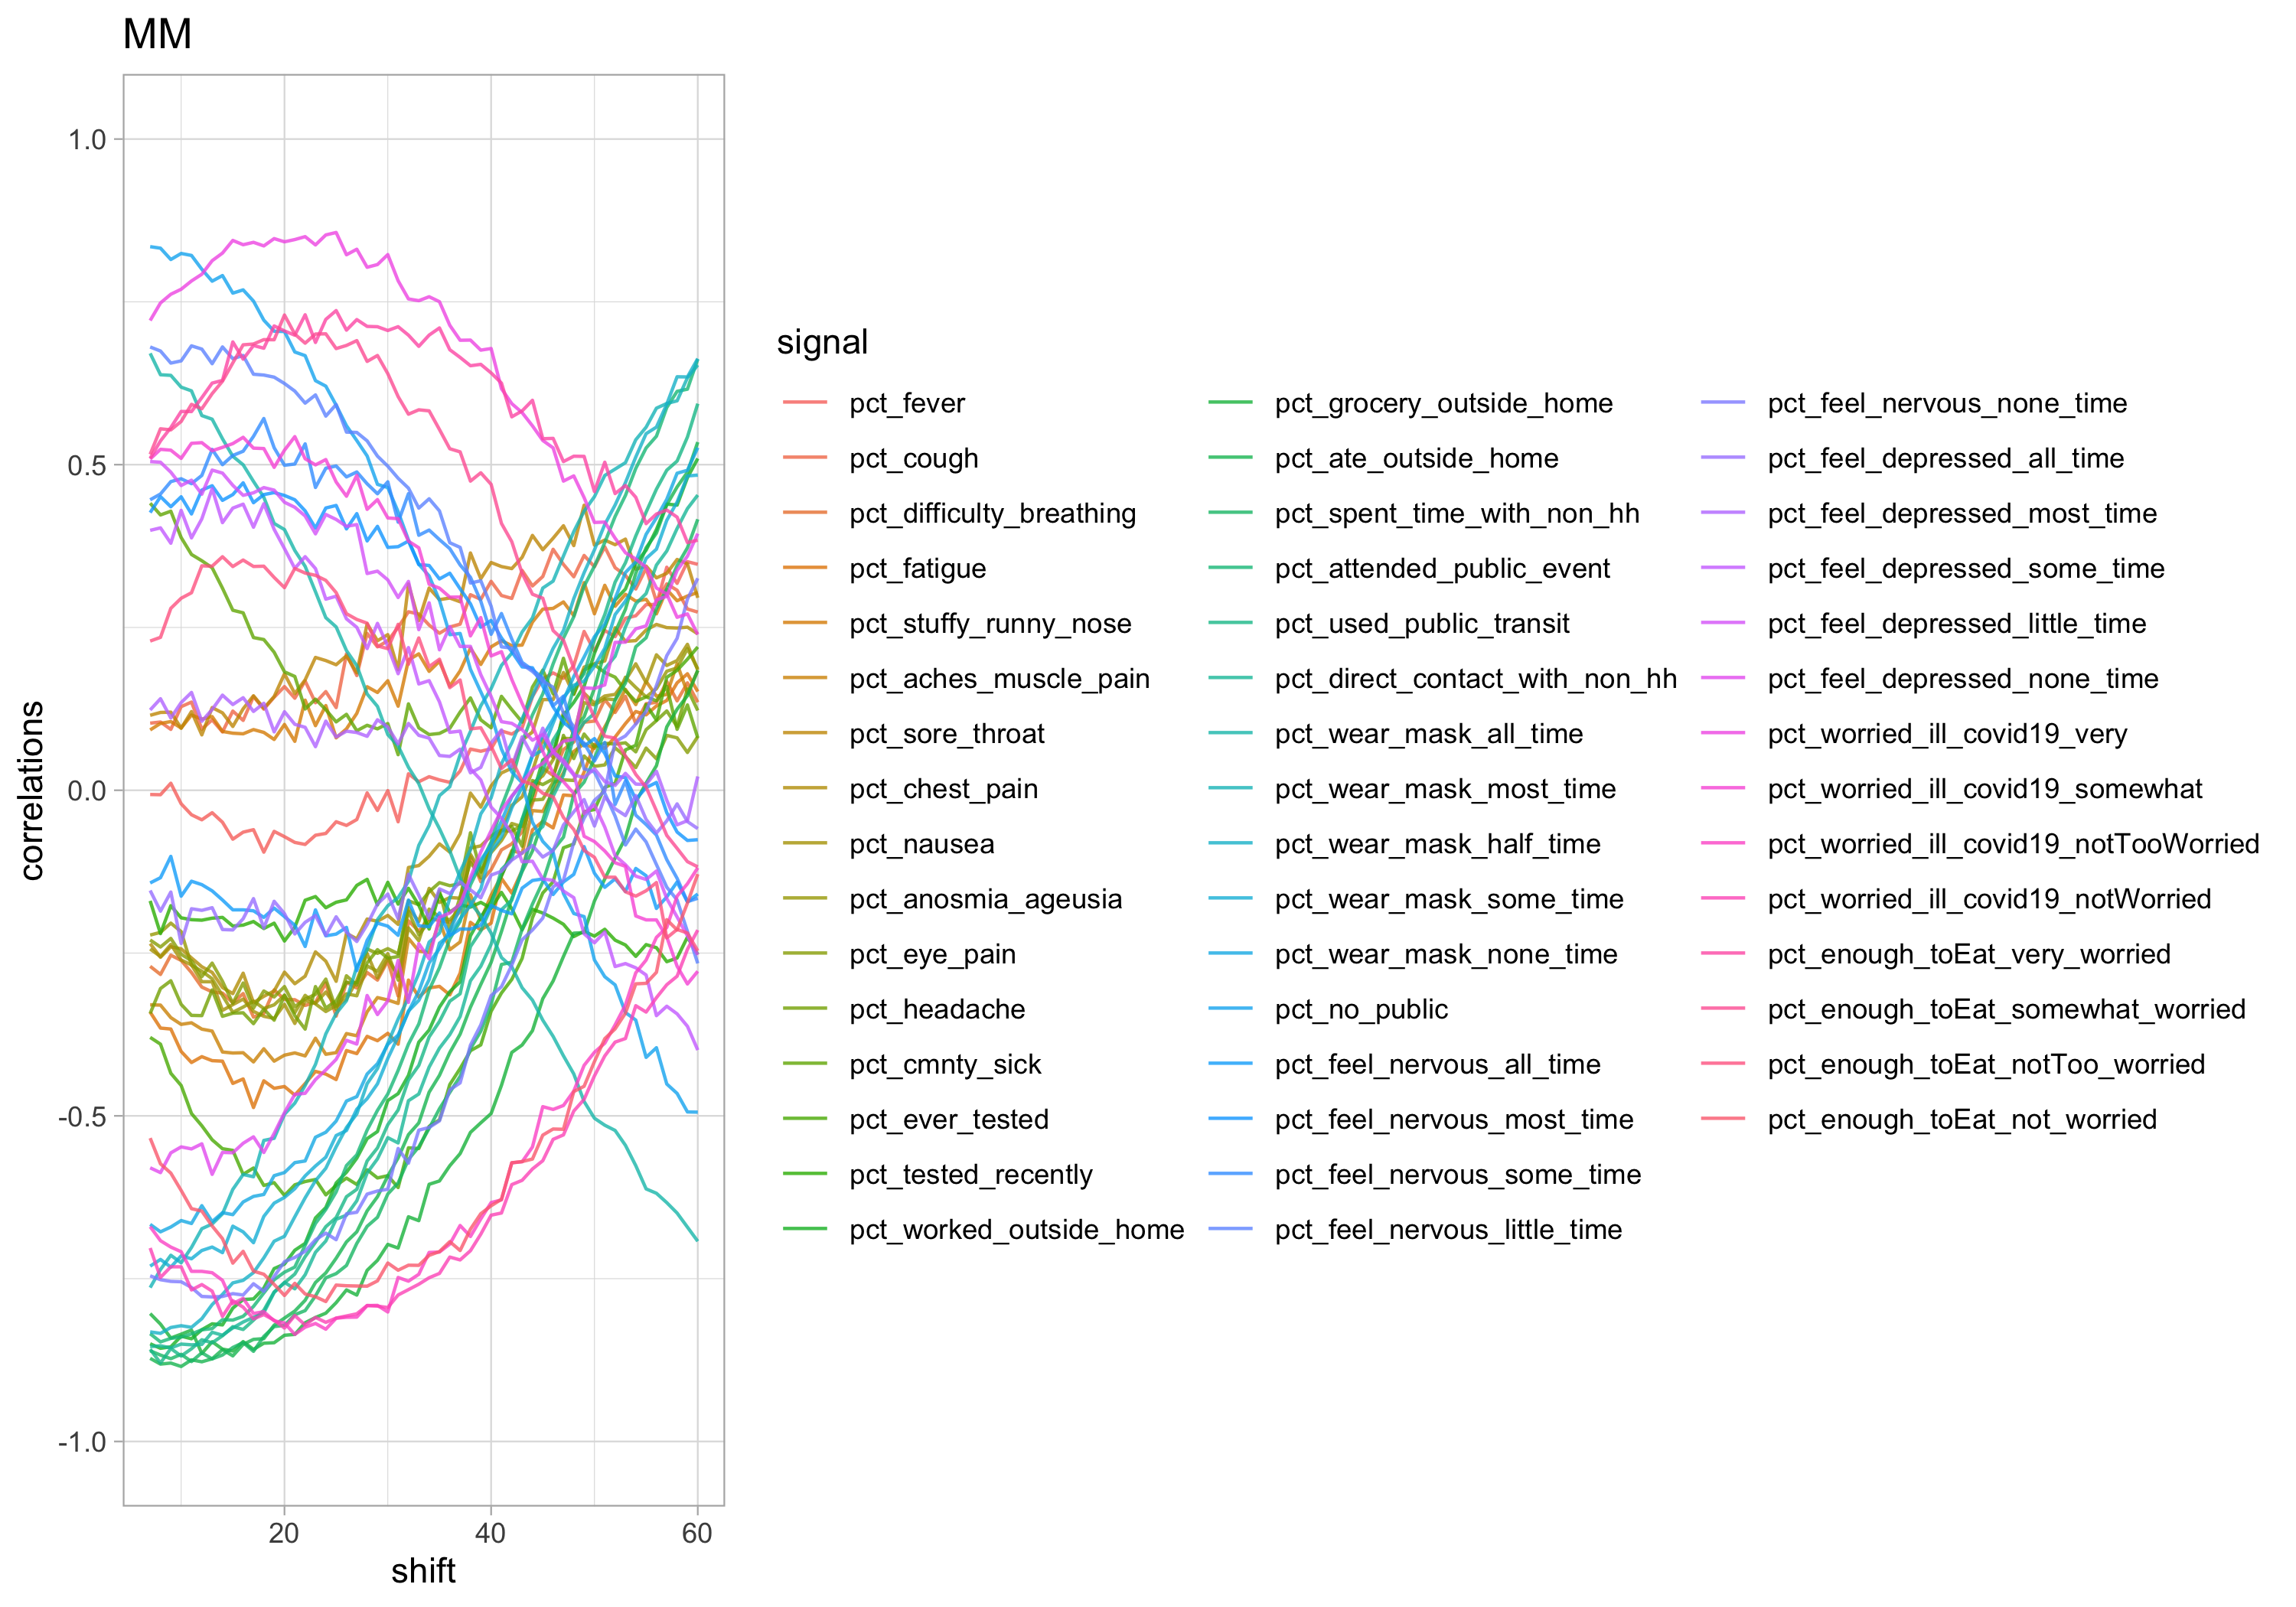 MM
1.0
0.5
0.0
-0.5
-1.0
correlations
20 40 60
shift
signal
pct_fever
pct_cough
pct_difficulty_breathing
pct_fatigue
pct_stuffy_runny_nose
pct_aches_muscle_pain
pct_sore_throat
pct_chest_pain
pct_nausea
pct_anosmia_ageusia
pct_eye_pain
pct_headache
pct_cmnty_sick
pct_ever_tested
pct_tested_recently
pct_worked_outside_home
pct_grocery_outside_home
pct_ate_outside_home
pct_spent_time_with_non_hh
pct_attended_public_event
pct_used_public_transit
pct_direct_contact_with_non_hh
pct_wear_mask_all_time
pct_wear_mask_most_time
pct_wear_mask_half_time
pct_wear_mask_some_time
pct_wear_mask_none_time
pct_no_public
pct_feel_nervous_all_time
pct_feel_nervous_most_time
pct_feel_nervous_some_time
pct_feel_nervous_little_time
pct_feel_nervous_none_time
pct_feel_depressed_all_time
pct_feel_depressed_most_time
pct_feel_depressed_some_time
pct_feel_depressed_little_time
pct_feel_depressed_none_time
pct_worried_ill_covid19_very
pct_worried_ill_covid19_somewhat
pct_worried_ill_covid19_notTooWorried
pct_worried_ill_covid19_notWorried
pct_enough_toEat_very_worried
pct_enough_toEat_somewhat_worried
pct_enough_toEat_notToo_worried
pct_enough_toEat_not_worried